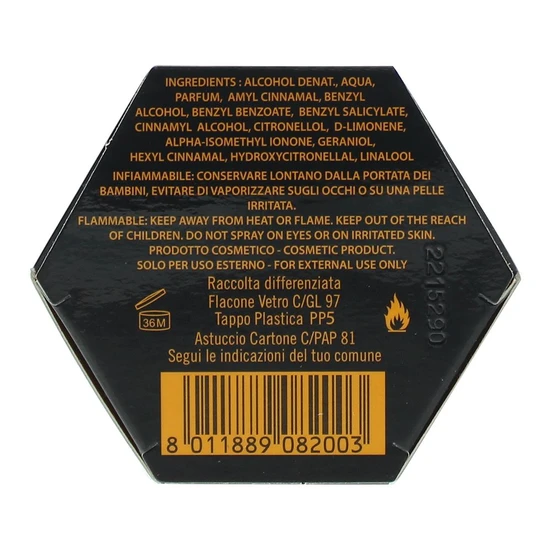 INGREDIENTS : ALCOHOL DENAT., AQUA,
PARFUM, AMYL CINNAMAL, BENZYL
ALCOHOL, BENZYL BENZOATE, BENZYL SALICYLATE,
CINNAMYL ALCOHOL, CITRONELLOL, D-LIMONENE,
ALPHA-ISOMETHYL IONONE, GERANIOL,
HEXYL CINNAMAL, HYDROXYCITRONELLAL, LINALOOL
INFIAMMABILE: CONSERVARE LONTANO DALLA PORTATA DEI
BAMBINI, EVITARE DI VAPORIZZARE SUGLI OCCHI O SU UNA PELLE
IRRITATA.
FLAMMABLE: KEEP AWAY FROM HEAT OR FLAME. KEEP OUT OF THE REACH
OF CHILDREN. DO NOT SPRAY ON EYES OR ON IRRITATED SKIN.
PRODOTTO COSMETICO - COSMETIC PRODUCT.
SOLO PER USO ESTERNO - FOR EXTERNAL USE ONLY
Raccolta differenziata
Flacone Vetro C/GL 97
Tappo Plastica PP5
Astuccio Cartone C/PAP 81
Segui le indicazioni del tuo comune
36M
2215290
8 011889 082003